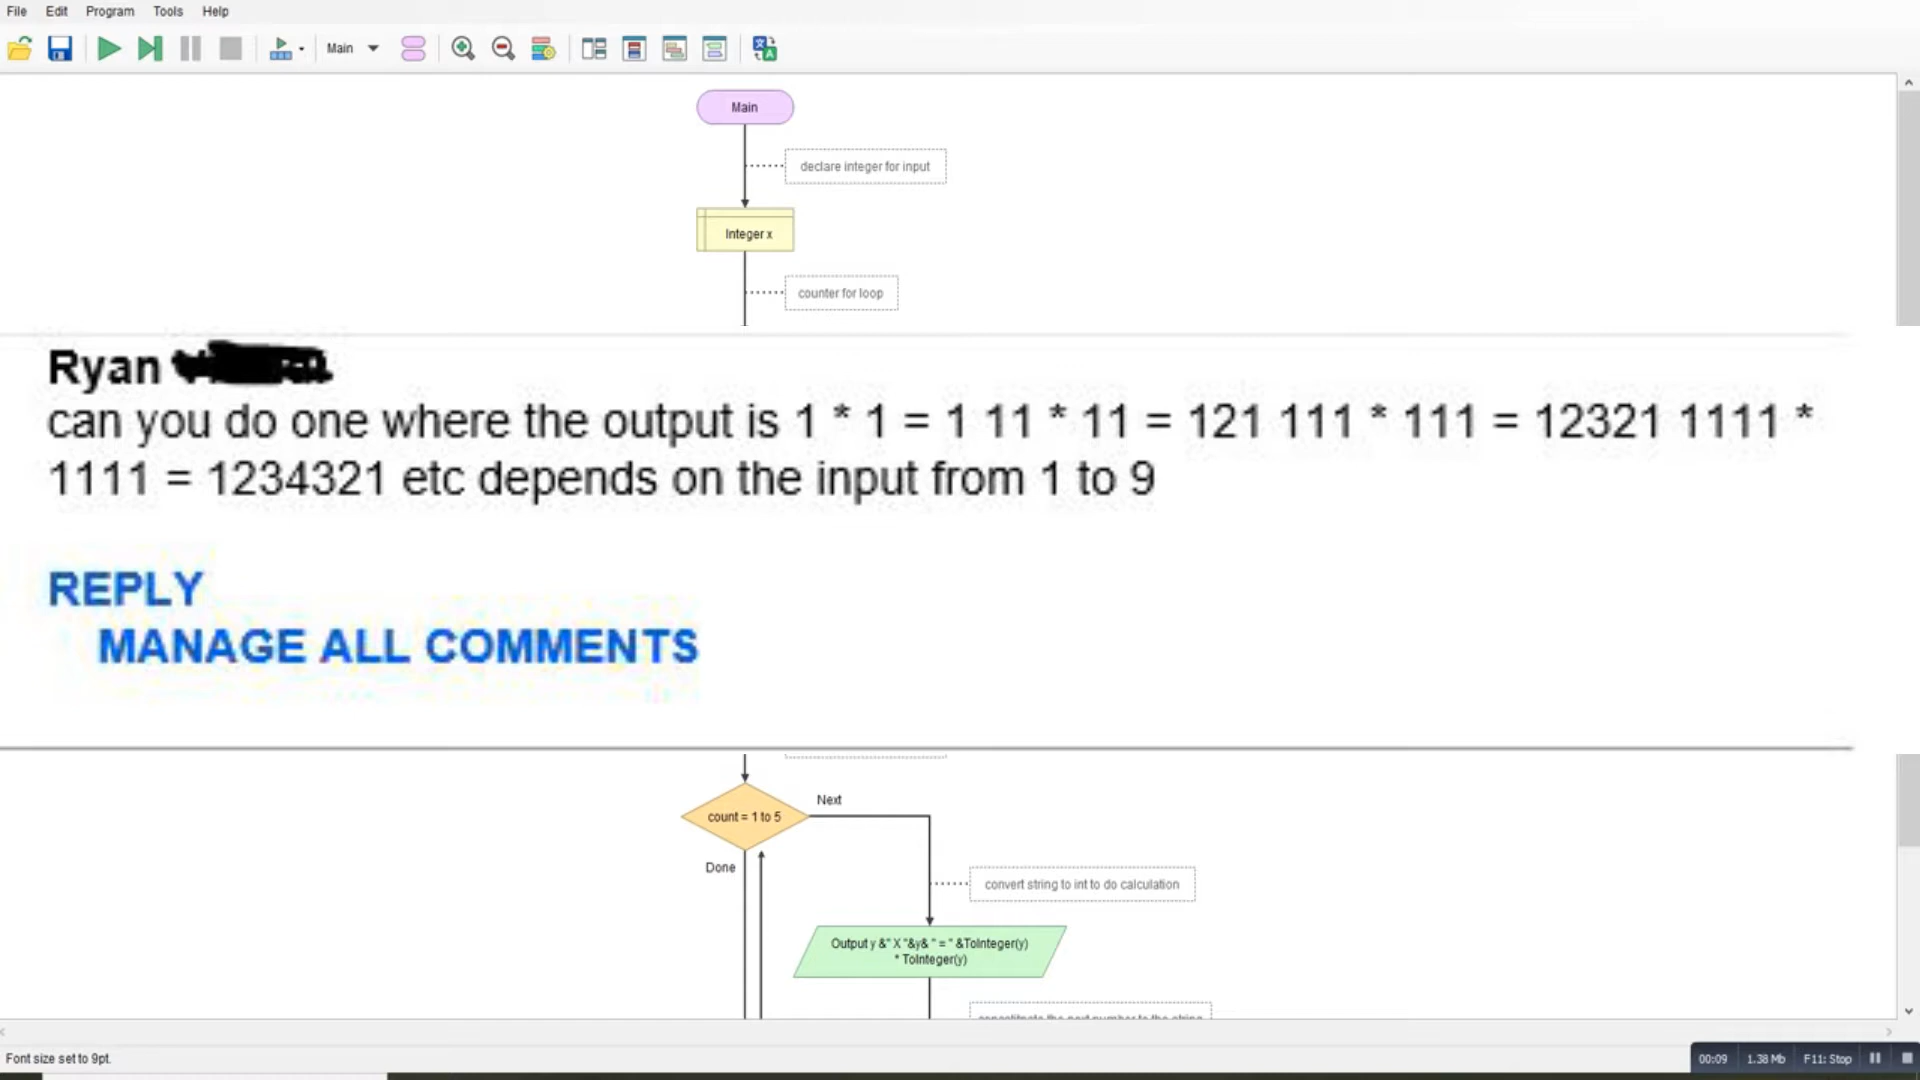 File Edit Program Tools Help
Main
Main
declare integer for input
Integer x
counter for loop
Ryan
can you do one where the output is 1 * 1 = 1 11 * 11 = 121 111 * 111 = 12321 1111 *
1111 = 1234321 etc depends on the input from 1 to 9
REPLY
MANAGE ALL COMMENTS
Next
count = 1 to 5
Done
convert string to int to do calculation
Output y &" X "&y& " = " &ToInteger(y)
* ToInteger(y)
Font size set to 9pt.
00:09 1.38 Mb F11: Stop